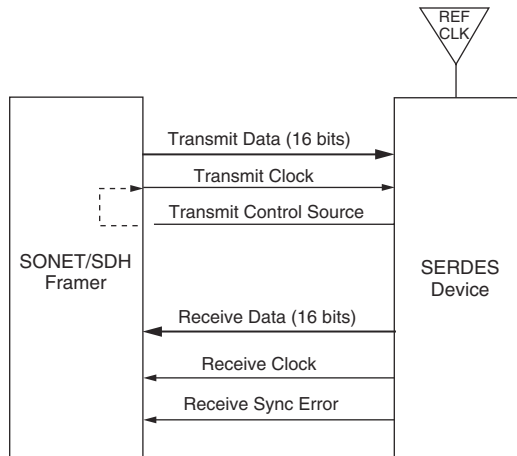 REF
CLK
Transmit Data (16 bits)
Transmit Clock
Transmit Control Source
SONET/SDH
Framer
SERDES
Device
Receive Data (16 bits)
Receive Clock
Receive Sync Error